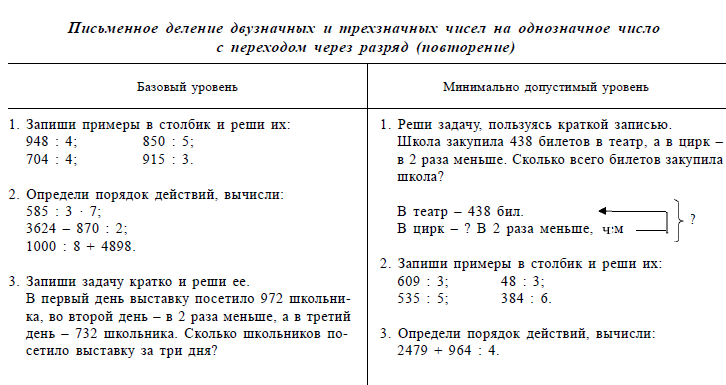 Письменное деление двузначных и трехзначных чисел на однозначное число
с переходом через разряд (повторение)
Базовый уровень
1. Запиши примеры в столбик и реши их:
948 : 4; 850 : 5;
704 : 4; 915 : 3.
2. Определи порядок действий, вычисли:
585 : 3 · 7;
3624 – 870 : 2;
1000 : 8 + 4898.
3. Запиши задачу кратко и реши ее.
В первый день выставку посетило 972 школьни-
ка, во второй день – в 2 раза меньше, а в третий
день – 732 школьника. Сколько школьников по-
сетило выставку за три дня?
Минимально допустимый уровень
1. Реши задачу, пользуясь краткой записью.
Школа закупила 438 билетов в театр, а в цирк –
в 2 раза меньше. Сколько всего билетов закупила
школа?
В театр – 438 бил.
В цирк – ? В 2 раза меньше, чем
?
2. Запиши примеры в столбик и реши их:
609 : 3; 48 : 3;
535 : 5; 384 : 6.
3. Определи порядок действий, вычисли:
2479 + 964 : 4.